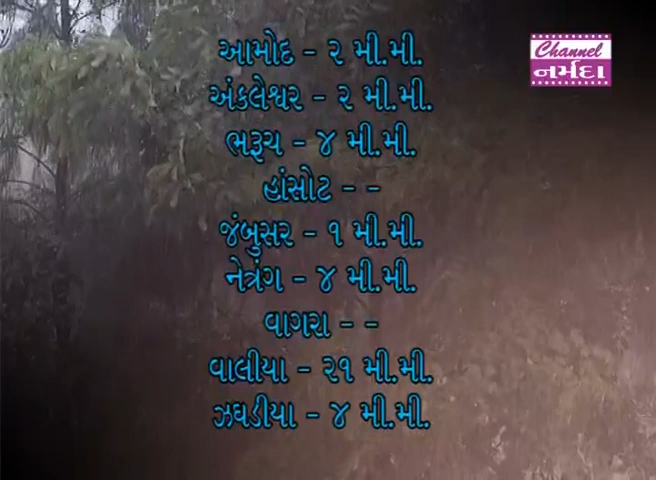 Channel
નર્મદા
આમોદ - ૨ મી.મી.
અંકલેશ્વર - ૨ મી.મી.
ભરૂચ - ૪ મી.મી.
હાંસોટ - -
જંબુસર - ૧ મી.મી.
નેત્રંગ - ૪ મી.મી.
વાગરા - -
વાલીયા - ૨૧ મી.મી.
ઝઘડીયા - ૪ મી.મી.